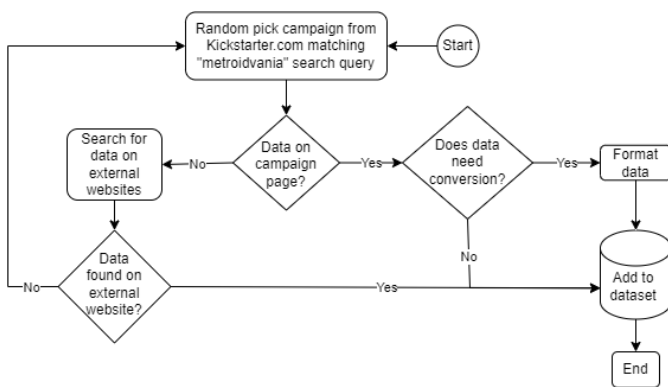 Random pick campaign from
Kickstarter.com matching
"metroidvania" search query
Start
Search for
data on
external
websites
No
Data on
campaign
page?
Yes
Does data
need
conversion?
Yes
Format
data
No
Data
found on
external
website?
No
Yes
Add to
dataset
End